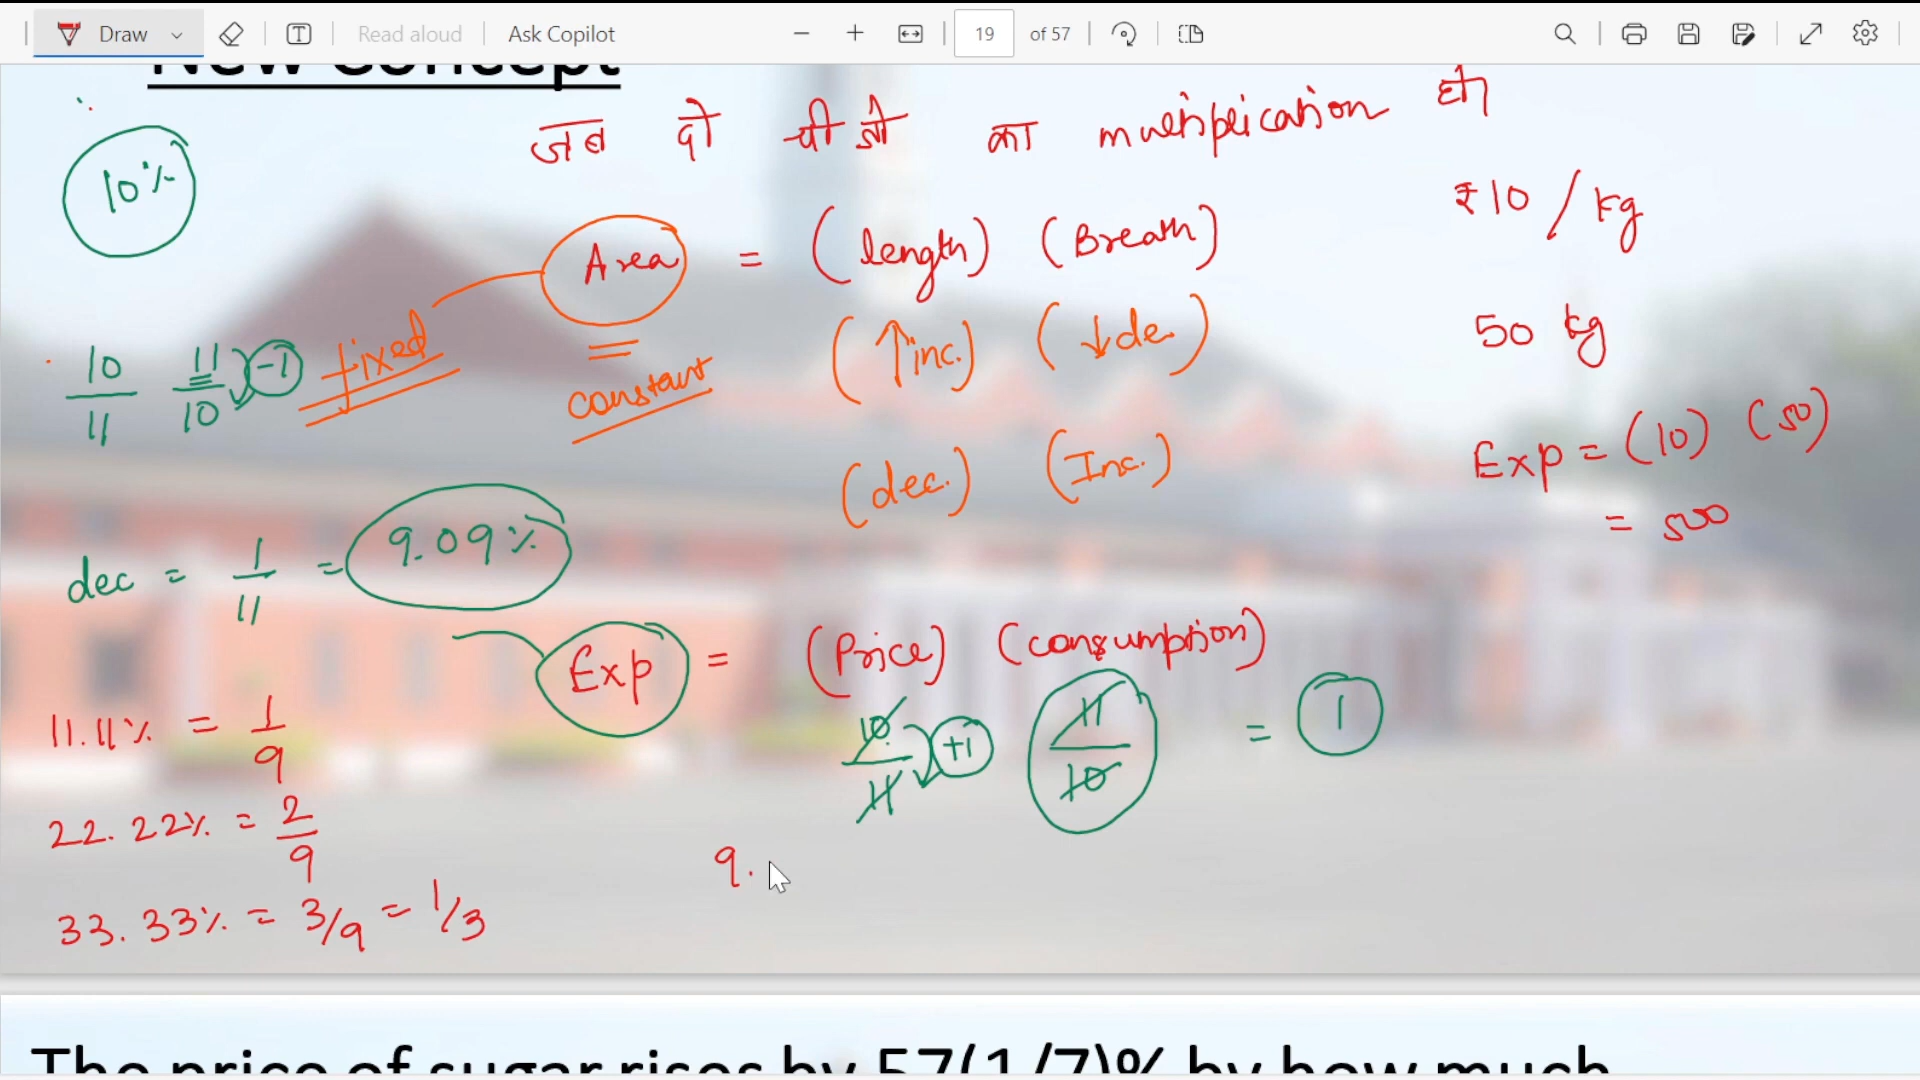 Draw
Read aloud
Ask Copilot
19 of 57
New Concept
जब दो चीजो का multiplication हो
10%
₹10 / kg
Area = (length) (Breath)
fixed
= constant
(↑inc.) (↓de.)
50 kg
10/11 11/10 -1
(dec.) (Inc.)
Exp = (10) (50)
= 500
dec = 1/11 = 9.09%
Exp = (Price) (consumption)
10/11 +1 11/10 = 1
11.11% = 1/9
22.22% = 2/9
33.33% = 3/9 = 1/3
9.
The price of sugar rises by 57(1/7)% by how much